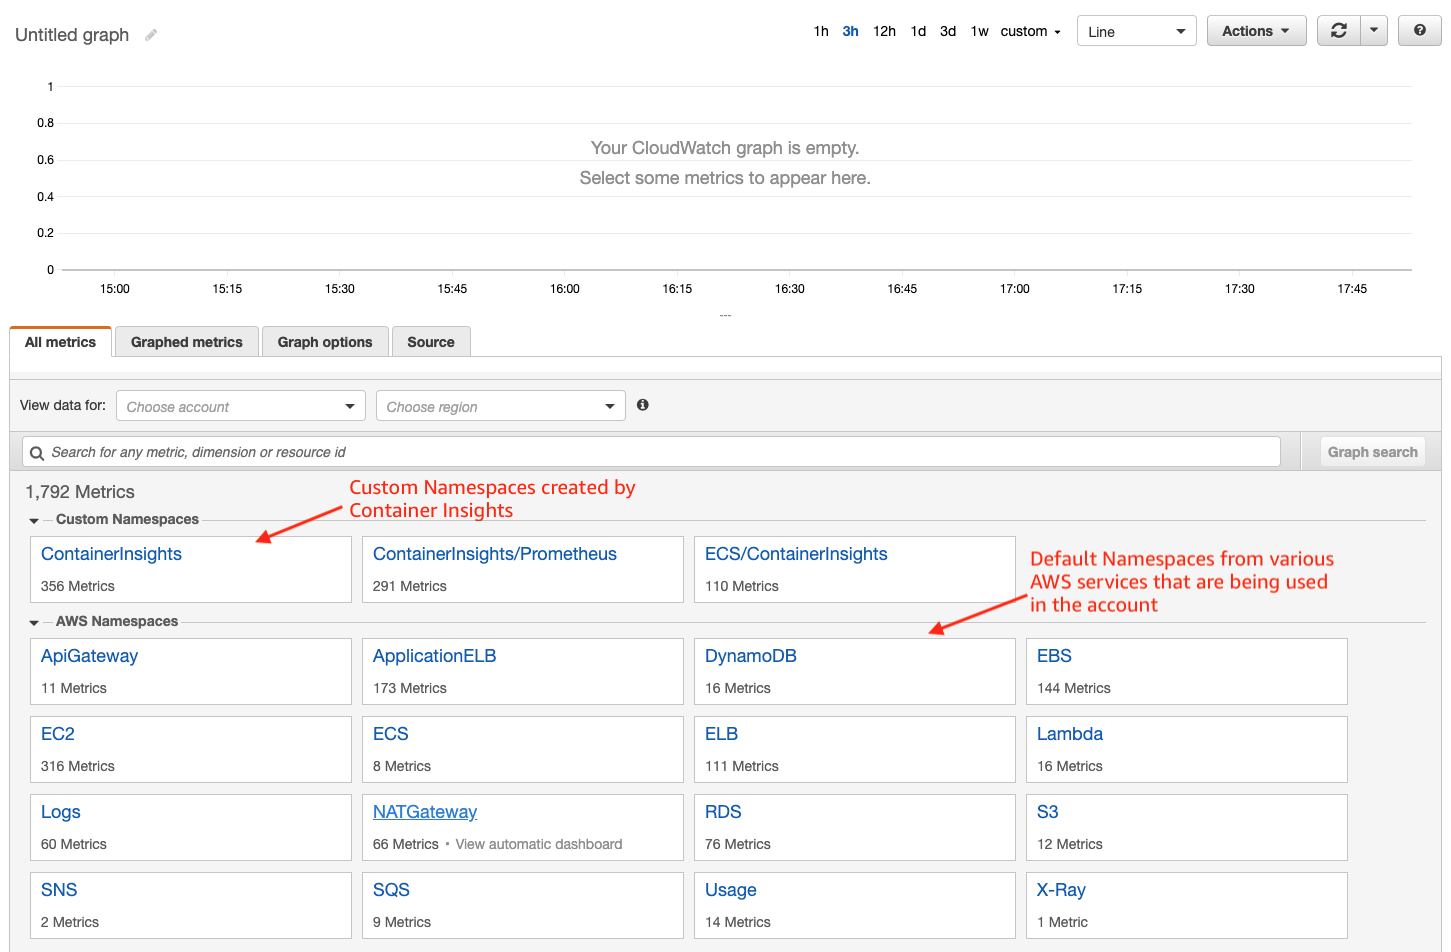 Untitled graph
1h 3h 12h 1d 3d 1w custom Line Actions ?
1
0.8
0.6
0.4
0.2
0
Your CloudWatch graph is empty.
Select some metrics to appear here.
15:00 15:15 15:30 15:45 16:00 16:15 16:30 16:45 17:00 17:15 17:30 17:45
All metrics Graphed metrics Graph options Source
View data for: Choose account Choose region
Search for any metric, dimension or resource id Graph search
1,792 Metrics
Custom Namespaces created by
Container Insights
Custom Namespaces
ContainerInsights ContainerInsights/Prometheus ECS/ContainerInsights
356 Metrics 291 Metrics 110 Metrics
Default Namespaces from various
AWS services that are being used
in the account
AWS Namespaces
ApiGateway ApplicationELB DynamoDB EBS
11 Metrics 173 Metrics 16 Metrics 144 Metrics
EC2 ECS ELB Lambda
316 Metrics 8 Metrics 111 Metrics 16 Metrics
Logs NATGateway RDS S3
60 Metrics 66 Metrics • View automatic dashboard 76 Metrics 12 Metrics
SNS SQS Usage X-Ray
2 Metrics 9 Metrics 14 Metrics 1 Metric